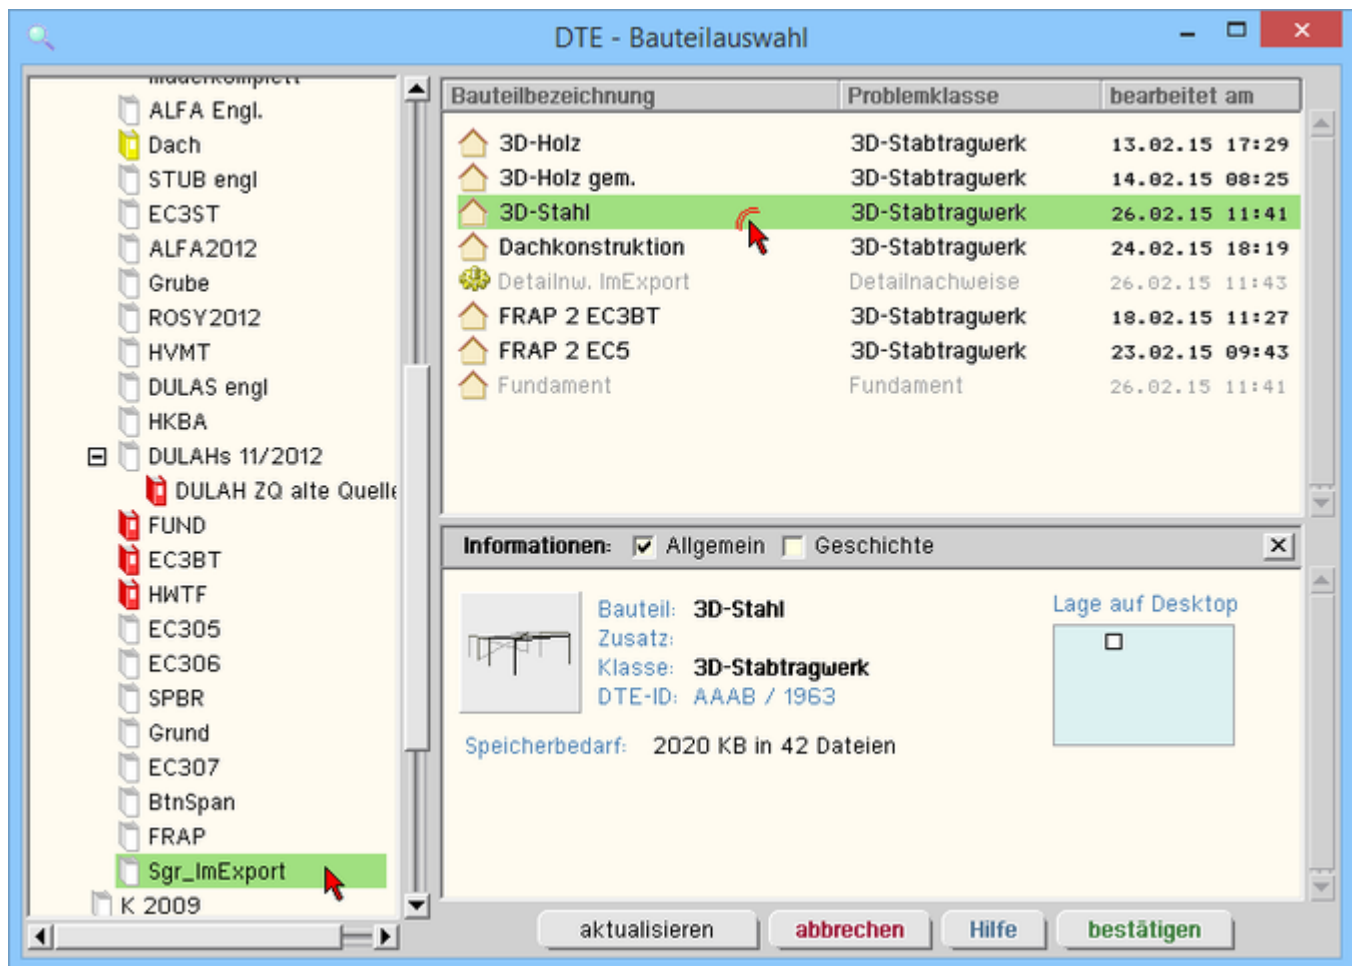 DTE - Bauteilauswahl
mauerkomplett
ALFA Engl.
Dach
STUB engl
EC3ST
ALFA2012
Grube
ROSY2012
HVMT
DULAS engl
HKBA
DULAHs 11/2012
DULAH ZQ alte Quelle
FUND
EC3BT
HWTF
EC305
EC306
SPBR
Grund
EC307
BtnSpan
FRAP
Sgr_ImExport
K 2009
Bauteilbezeichnung Problemklasse bearbeitet am
3D-Holz 3D-Stabtragwerk 13.02.15 17:29
3D-Holz gem. 3D-Stabtragwerk 14.02.15 08:25
3D-Stahl 3D-Stabtragwerk 26.02.15 11:41
Dachkonstruktion 3D-Stabtragwerk 24.02.15 18:19
Detailnw. ImExport Detailnachweise 26.02.15 11:43
FRAP 2 EC3BT 3D-Stabtragwerk 18.02.15 11:27
FRAP 2 EC5 3D-Stabtragwerk 23.02.15 09:43
Fundament Fundament 26.02.15 11:41
Informationen: Allgemein Geschichte
Bauteil: 3D-Stahl
Zusatz:
Klasse: 3D-Stabtragwerk
DTE-ID: AAAB / 1963
Lage auf Desktop
Speicherbedarf: 2020 KB in 42 Dateien
aktualisieren abbrechen Hilfe bestätigen